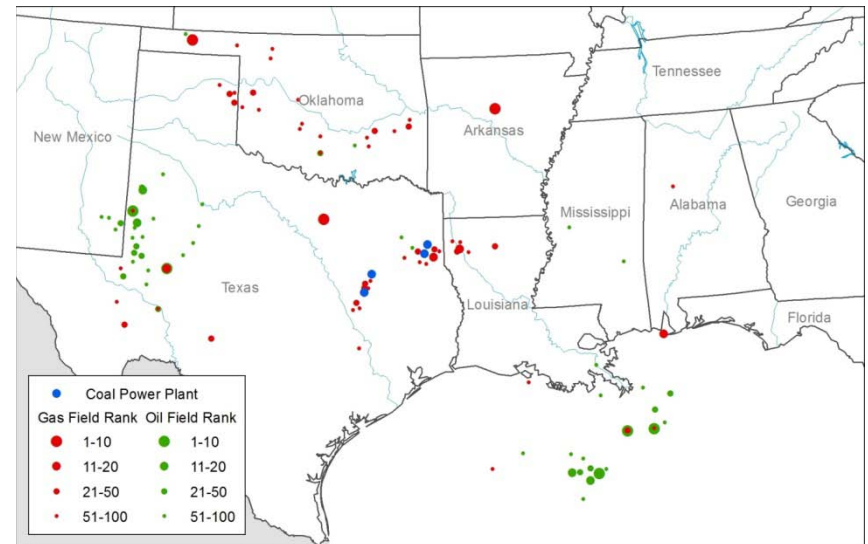 Tennessee
Oklahoma
New Mexico
Arkansas
Mississippi
Alabama
Georgia
Texas
Louisiana
Florida
Coal Power Plant
Gas Field Rank Oil Field Rank
1-10 1-10
11-20 11-20
21-50 21-50
51-100 51-100